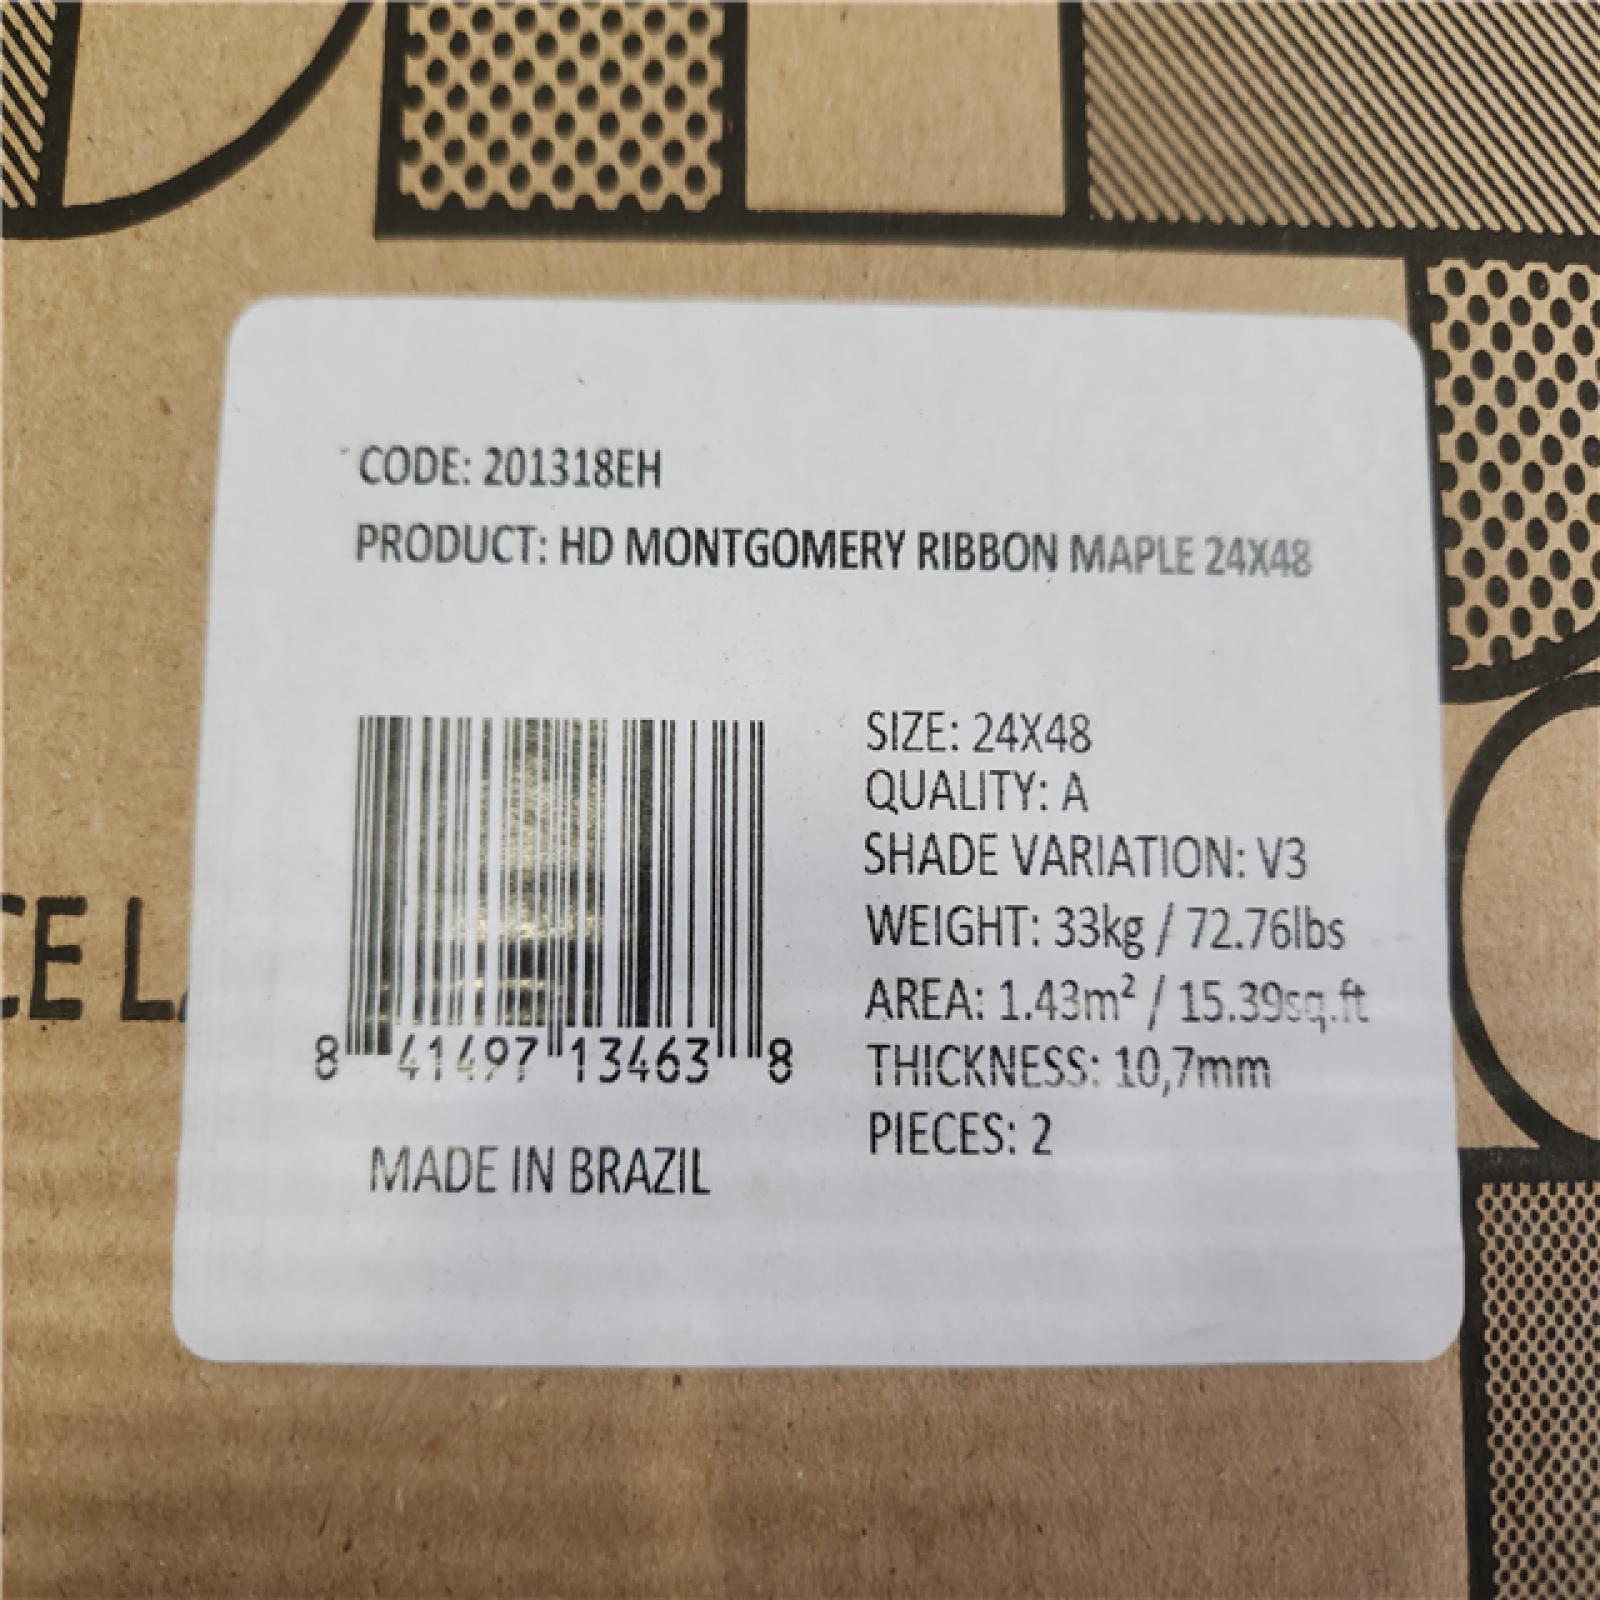 CODE: 201318EH
PRODUCT: HD MONTGOMERY RIBBON MAPLE 24X48
SIZE: 24X48
QUALITY: A
SHADE VARIATION: V3
WEIGHT: 33kg / 72.76lbs
AREA: 1.43m² / 15.39sq.ft
THICKNESS: 10,7mm
PIECES: 2
8 41497 13463 8
MADE IN BRAZIL